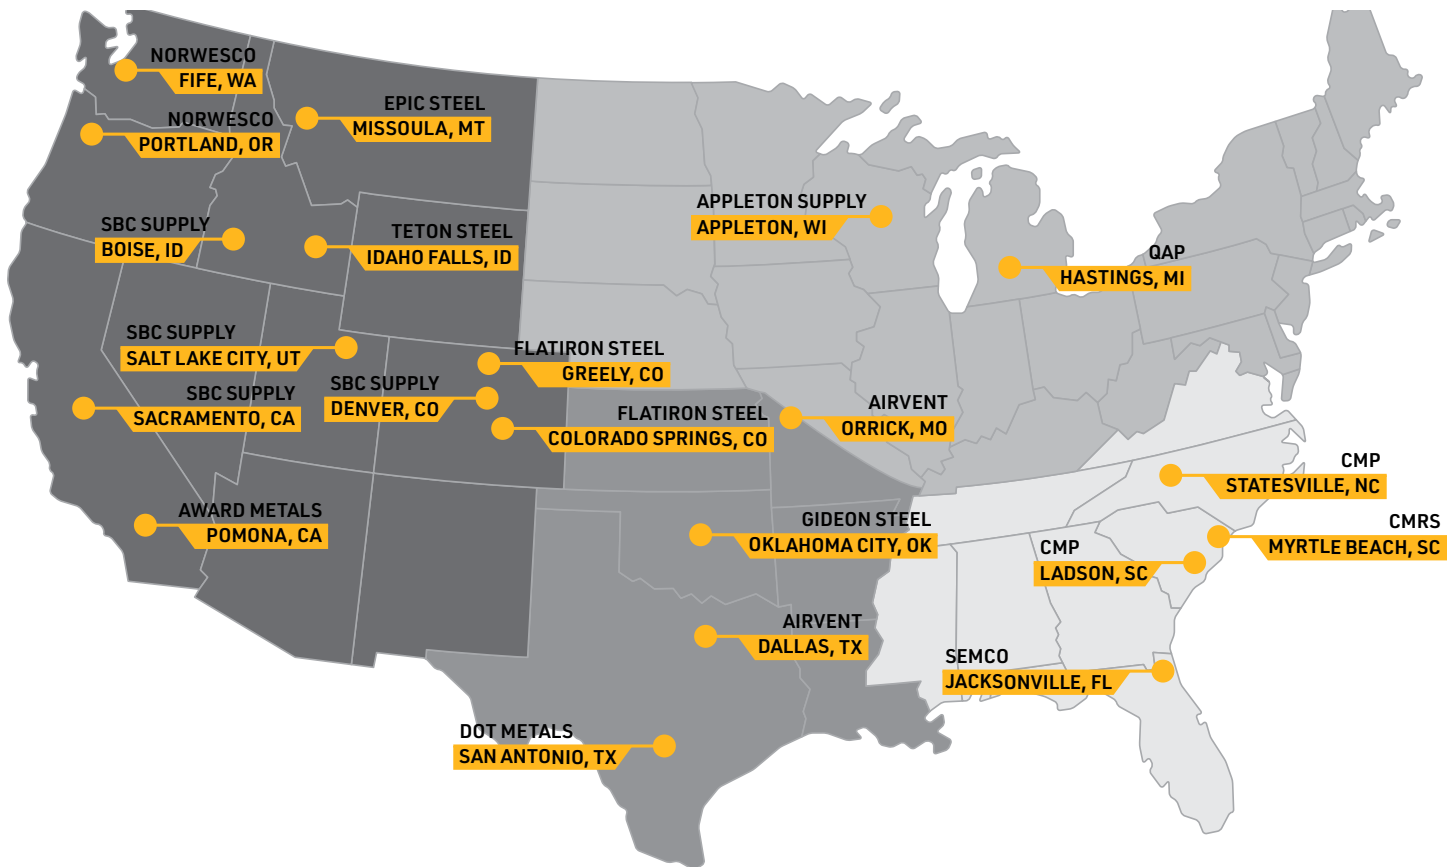 NORWESCO
FIFE, WA
NORWESCO
PORTLAND, OR
EPIC STEEL
MISSOULA, MT
SBC SUPPLY
BOISE, ID
TETON STEEL
IDAHO FALLS, ID
APPLETON SUPPLY
APPLETON, WI
QAP
HASTINGS, MI
SBC SUPPLY
SALT LAKE CITY, UT
FLATIRON STEEL
GREELY, CO
SBC SUPPLY
SACRAMENTO, CA
SBC SUPPLY
DENVER, CO
FLATIRON STEEL
COLORADO SPRINGS, CO
AIRVENT
ORRICK, MO
CMP
STATESVILLE, NC
AWARD METALS
POMONA, CA
GIDEON STEEL
OKLAHOMA CITY, OK
CMRS
MYRTLE BEACH, SC
CMP
LADSON, SC
AIRVENT
DALLAS, TX
SEMCO
JACKSONVILLE, FL
DOT METALS
SAN ANTONIO, TX